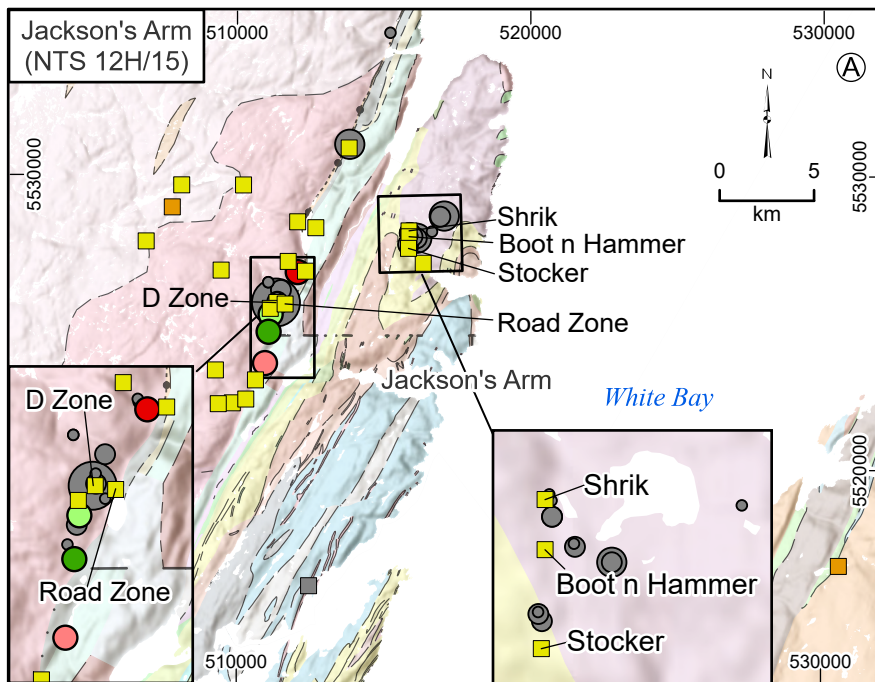 Jackson's Arm
(NTS 12H/15)
510000
520000
530000
A
N
5530000
5530000
0
5
km
Shrik
Boot n Hammer
Stocker
D Zone
Road Zone
Jackson's Arm
White Bay
D Zone
Road Zone
Shrik
Boot n Hammer
Stocker
5520000
510000
530000